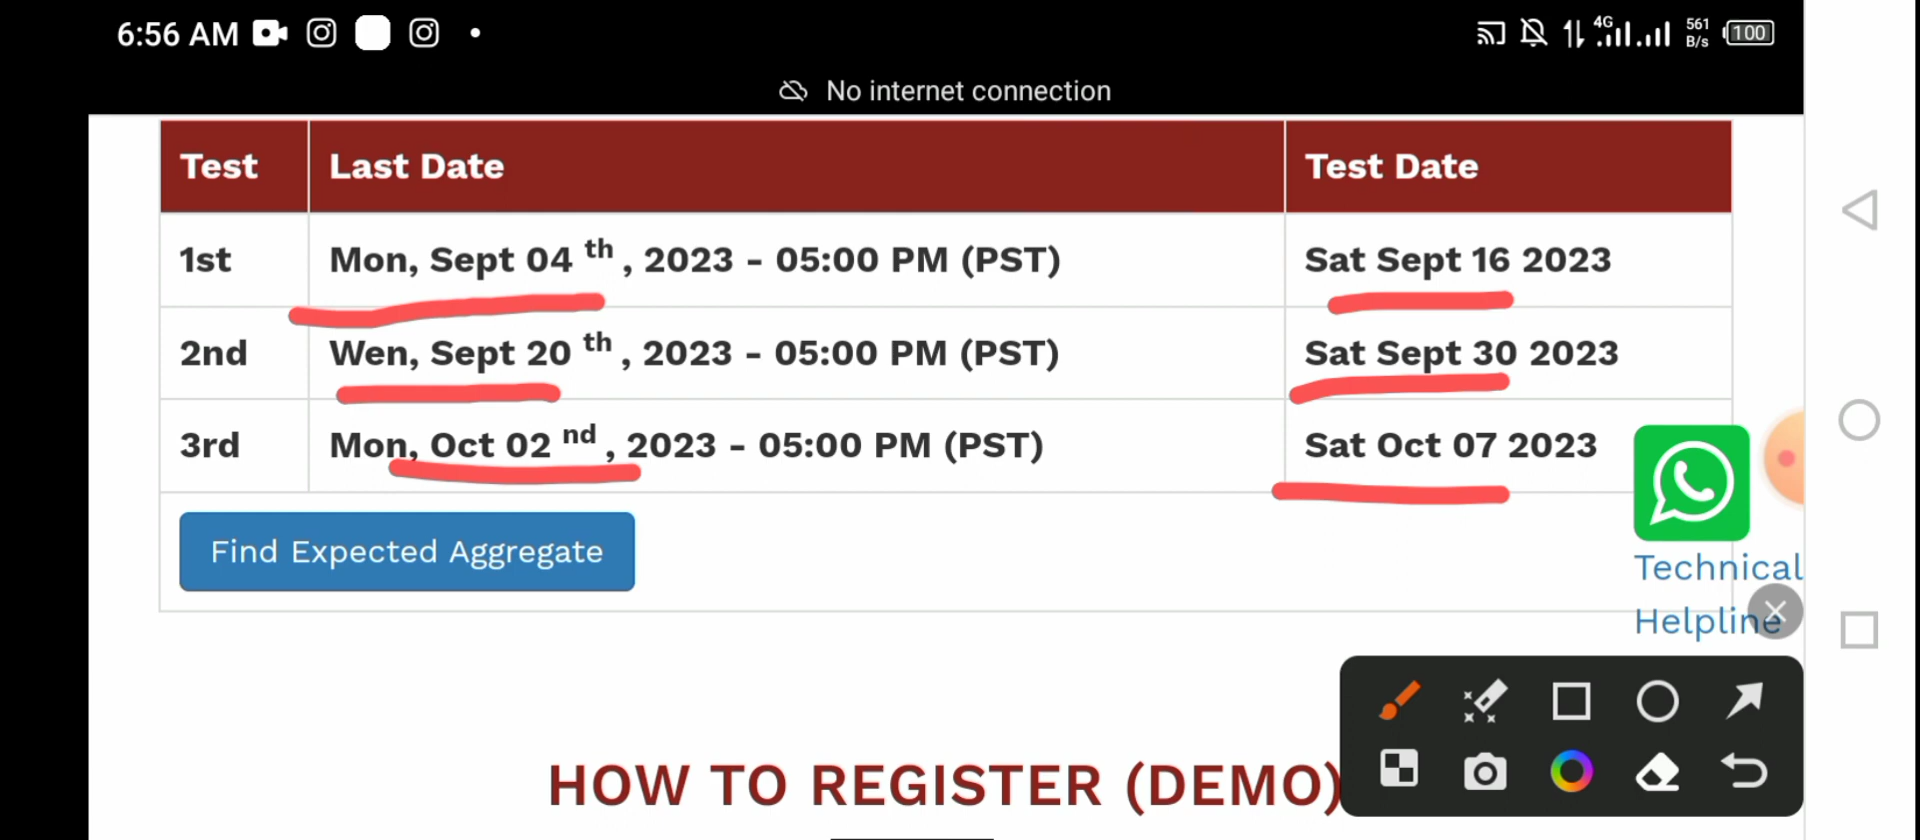 6:56 AM
4G 561 B/s 100
No internet connection
Test Last Date Test Date
1st Mon, Sept 04 th , 2023 - 05:00 PM (PST) Sat Sept 16 2023
2nd Wen, Sept 20 th , 2023 - 05:00 PM (PST) Sat Sept 30 2023
3rd Mon, Oct 02 nd , 2023 - 05:00 PM (PST) Sat Oct 07 2023
Find Expected Aggregate
Technical
Helpline
HOW TO REGISTER (DEMO)